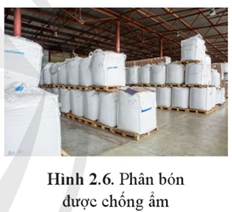 Hình 2.6. Phân bón
được chống ẩm